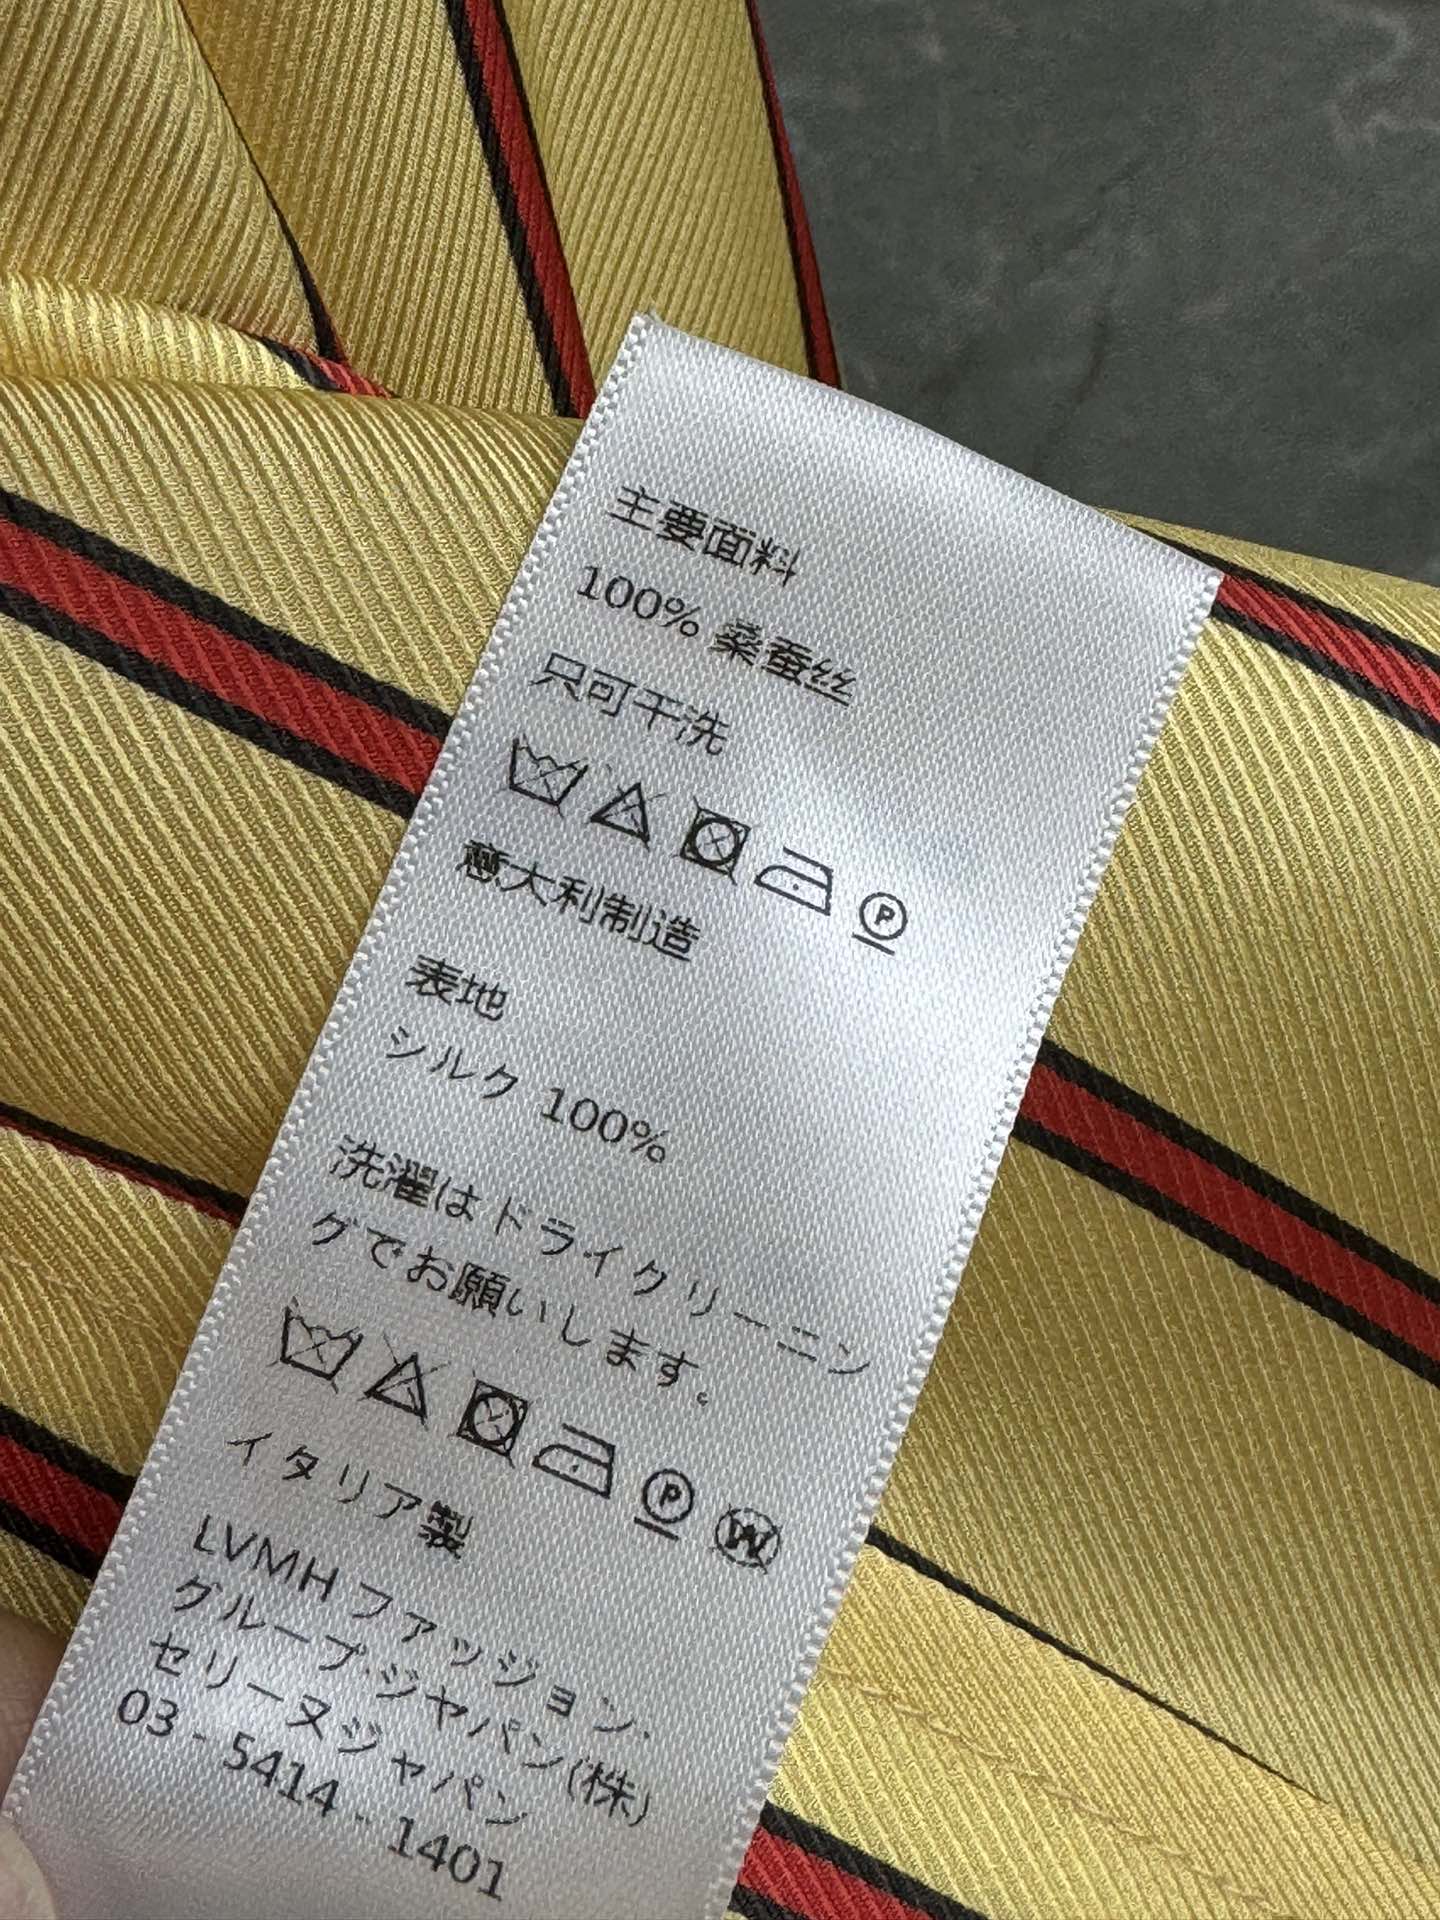 主要面料
100% 桑蚕丝
只可干洗
P
意大利制造
表地
シルク 100%
洗濯はドライクリーニン
グでお願いします。
P W
イタリア製
LVMH ファッション.
グループ.ジャパン(株)
セリーヌジャパン
03 - 5414 - 1401